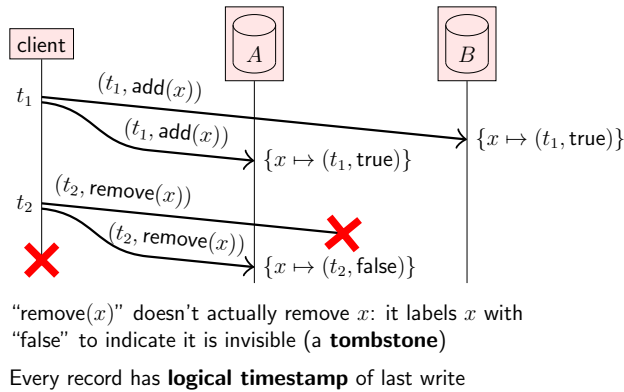 client
A
B
t₁
(t₁, add(x))
(t₁, add(x))
{x ↦ (t₁, true)}
{x ↦ (t₁, true)}
t₂
(t₂, remove(x))
(t₂, remove(x))
{x ↦ (t₂, false)}
“remove(x)” doesn’t actually remove x: it labels x with
“false” to indicate it is invisible (a tombstone)
Every record has logical timestamp of last write